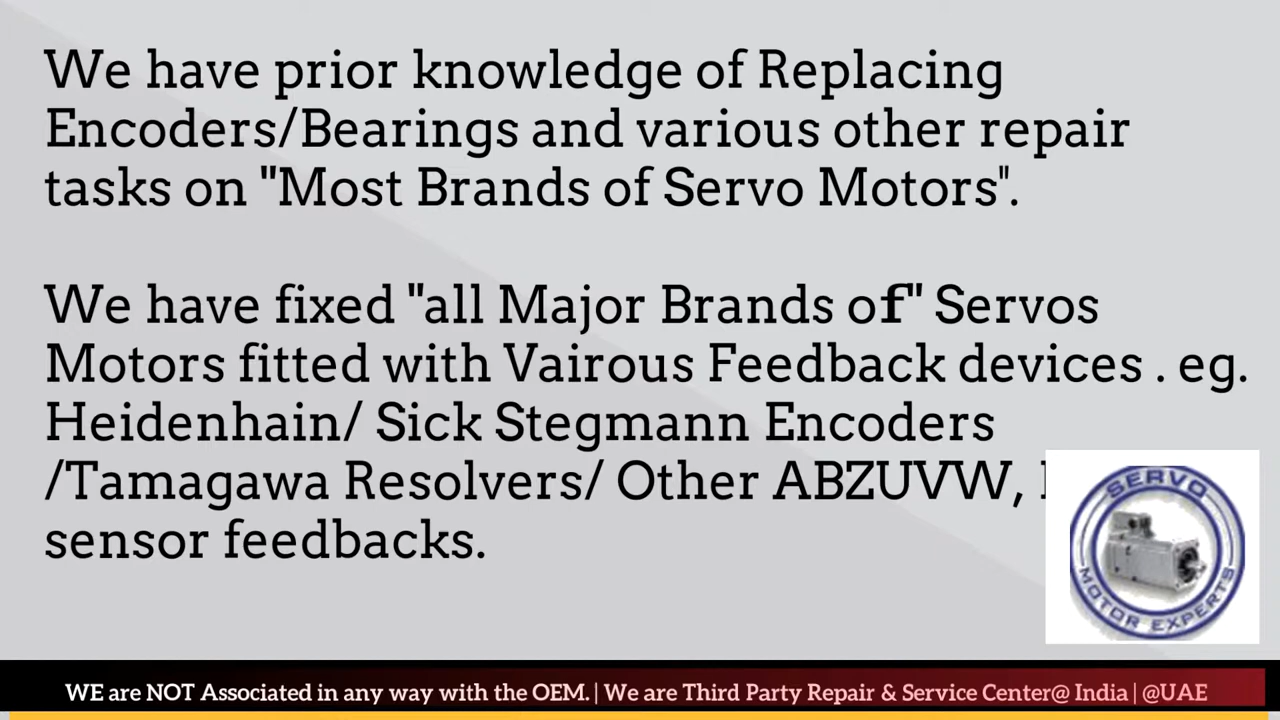 We have prior knowledge of Replacing
Encoders/Bearings and various other repair
tasks on "Most Brands of Servo Motors".
We have fixed "all Major Brands of" Servos
Motors fitted with Vairous Feedback devices . eg.
Heidenhain/ Sick Stegmann Encoders
/Tamagawa Resolvers/ Other ABZUVW,
sensor feedbacks.
SERVO
MOTOR EXPERTS
WE are NOT Associated in any way with the OEM. | We are Third Party Repair & Service Center@ India | @UAE